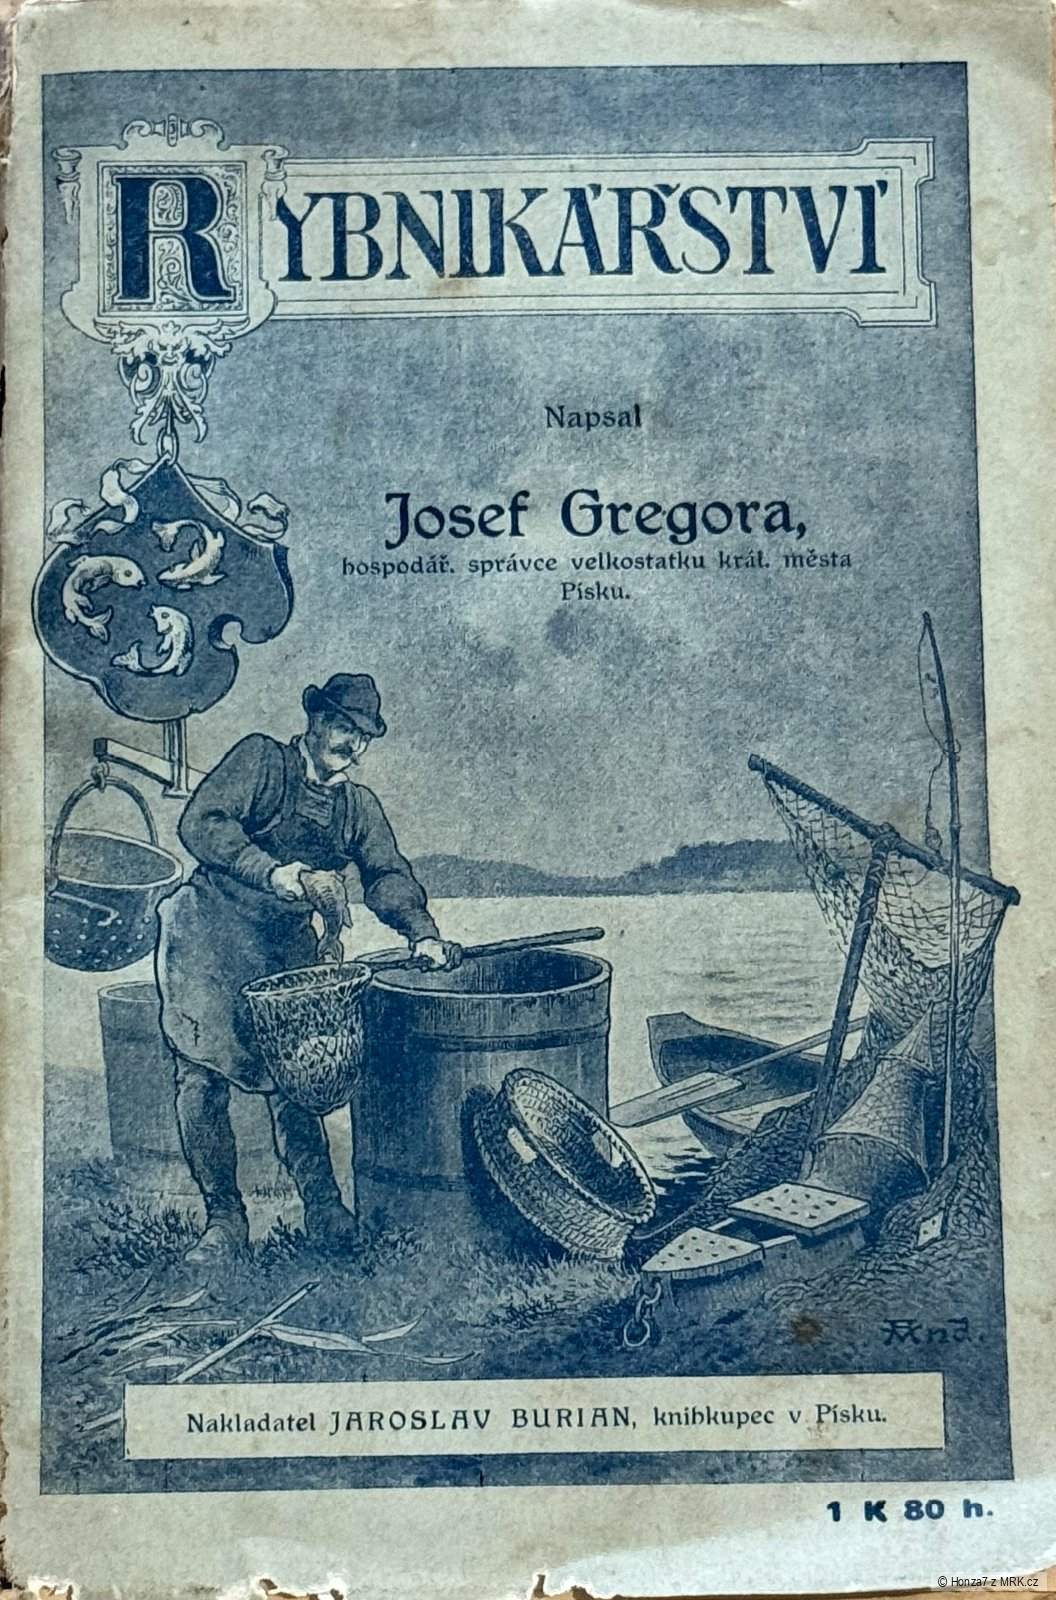 RYBNIKÁŘSTVÍ
Napsal
Josef Gregora,
hospodář. správce velkostatku král. města
Písku.
Nakladatel JAROSLAV BURIAN, knihkupec v Písku.
1 K 80 h.
© Honza7 z MRK.cz